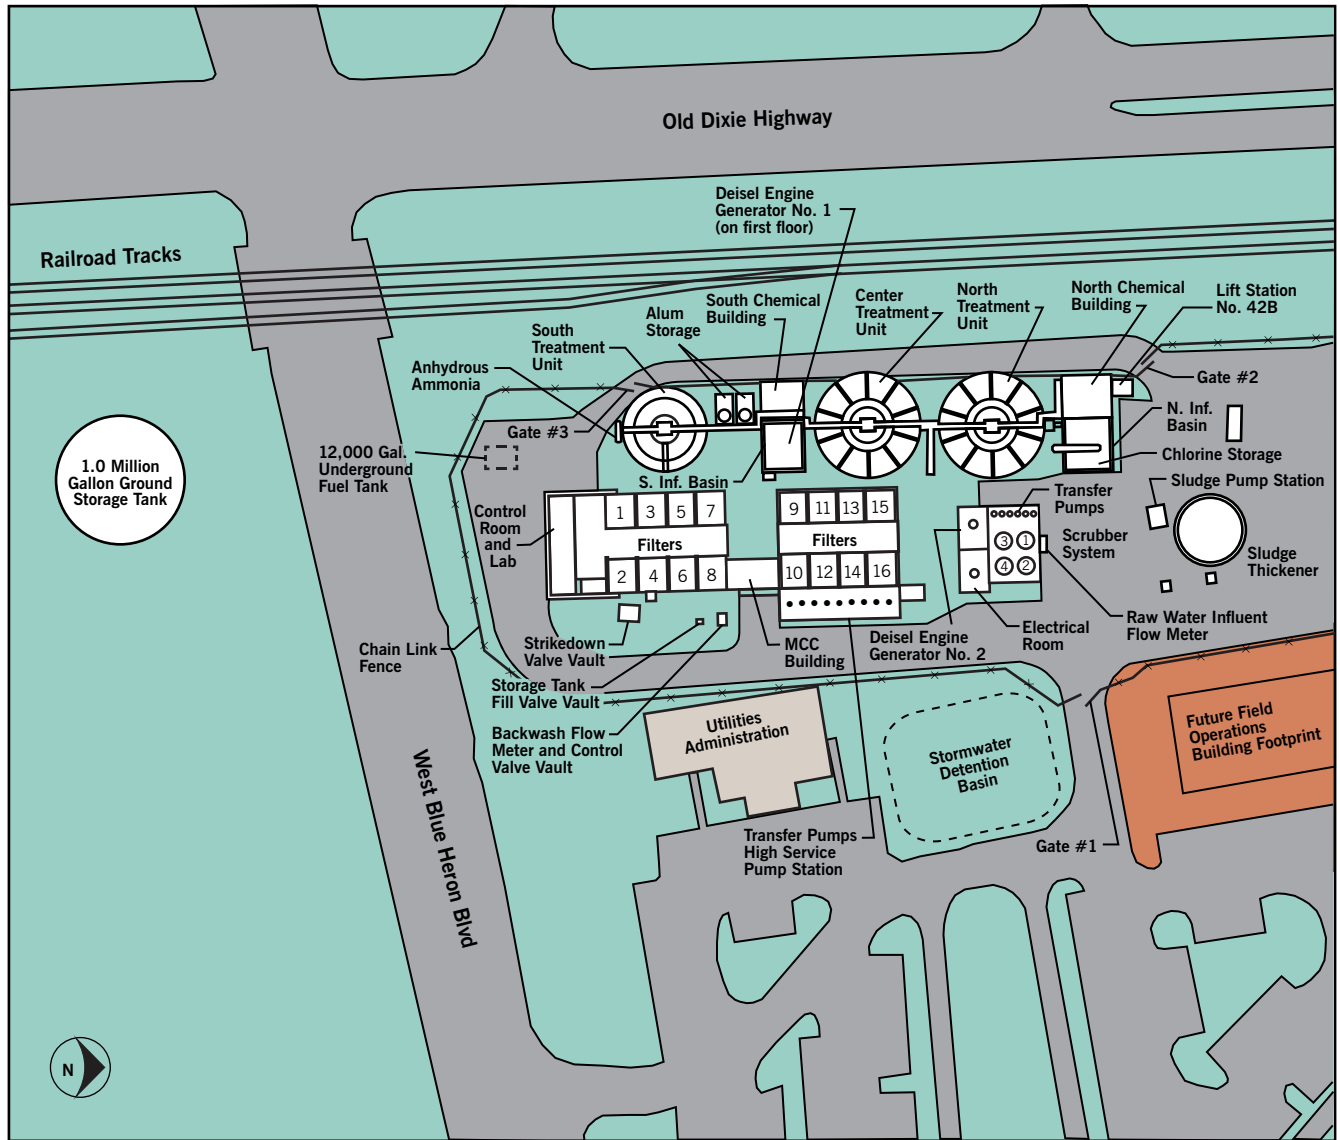 Old Dixie Highway
Railroad Tracks
Deisel Engine
Generator No. 1
(on first floor)
South Chemical
Building
Alum
Storage
South
Treatment
Unit
Anhydrous
Ammonia
Center
Treatment
Unit
North
Treatment
Unit
North Chemical
Building
Lift Station
No. 42B
Gate #2
N. Inf.
Basin
Chlorine Storage
Sludge Pump Station
Gate #3
12,000 Gal.
Underground
Fuel Tank
1.0 Million
Gallon Ground
Storage Tank
S. Inf. Basin
Control
Room
and
Lab
1 3 5 7
Filters
2 4 6 8
9 11 13 15
Filters
10 12 14 16
Transfer
Pumps
3 1
4 2
Scrubber
System
Sludge
Thickener
Raw Water Influent
Flow Meter
Electrical
Room
Deisel Engine
Generator No. 2
MCC
Building
Strikedown
Valve Vault
Chain Link
Fence
Storage Tank
Fill Valve Vault
Backwash Flow
Meter and Control
Valve Vault
Utilities
Administration
Stormwater
Detention
Basin
Future Field
Operations
Building Footprint
Transfer Pumps
High Service
Pump Station
Gate #1
West Blue Heron Blvd
N